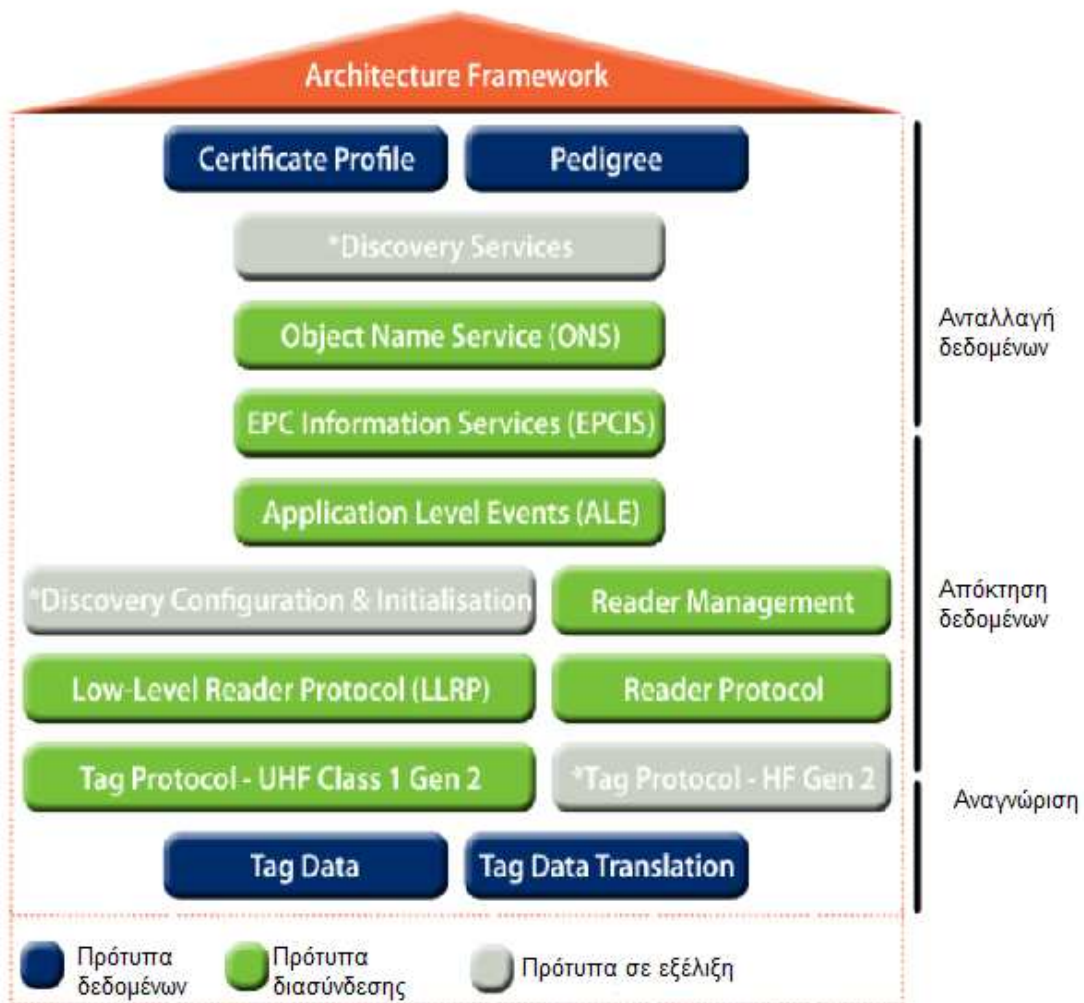 Architecture Framework
Certificate Profile
Pedigree
*Discovery Services
Object Name Service (ONS)
Ανταλλαγή
δεδομένων
EPC Information Services (EPCIS)
Application Level Events (ALE)
*Discovery Configuration & Initialisation
Reader Management
Απόκτηση
δεδομένων
Low-Level Reader Protocol (LLRP)
Reader Protocol
Tag Protocol - UHF Class 1 Gen 2
*Tag Protocol - HF Gen 2
Αναγνώριση
Tag Data
Tag Data Translation
Πρότυπα
δεδομένων
Πρότυπα
διασύνδεσης
Πρότυπα σε εξέλιξη